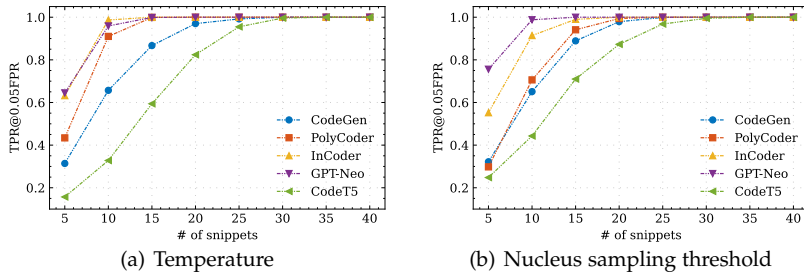 TPR@0.05FPR
1.0
0.8
0.6
0.4
0.2
CodeGen
PolyCoder
InCoder
GPT-Neo
CodeT5
5 10 15 20 25 30 35 40
# of snippets
(a) Temperature
TPR@0.05FPR
1.0
0.8
0.6
0.4
0.2
CodeGen
PolyCoder
InCoder
GPT-Neo
CodeT5
5 10 15 20 25 30 35 40
# of snippets
(b) Nucleus sampling threshold